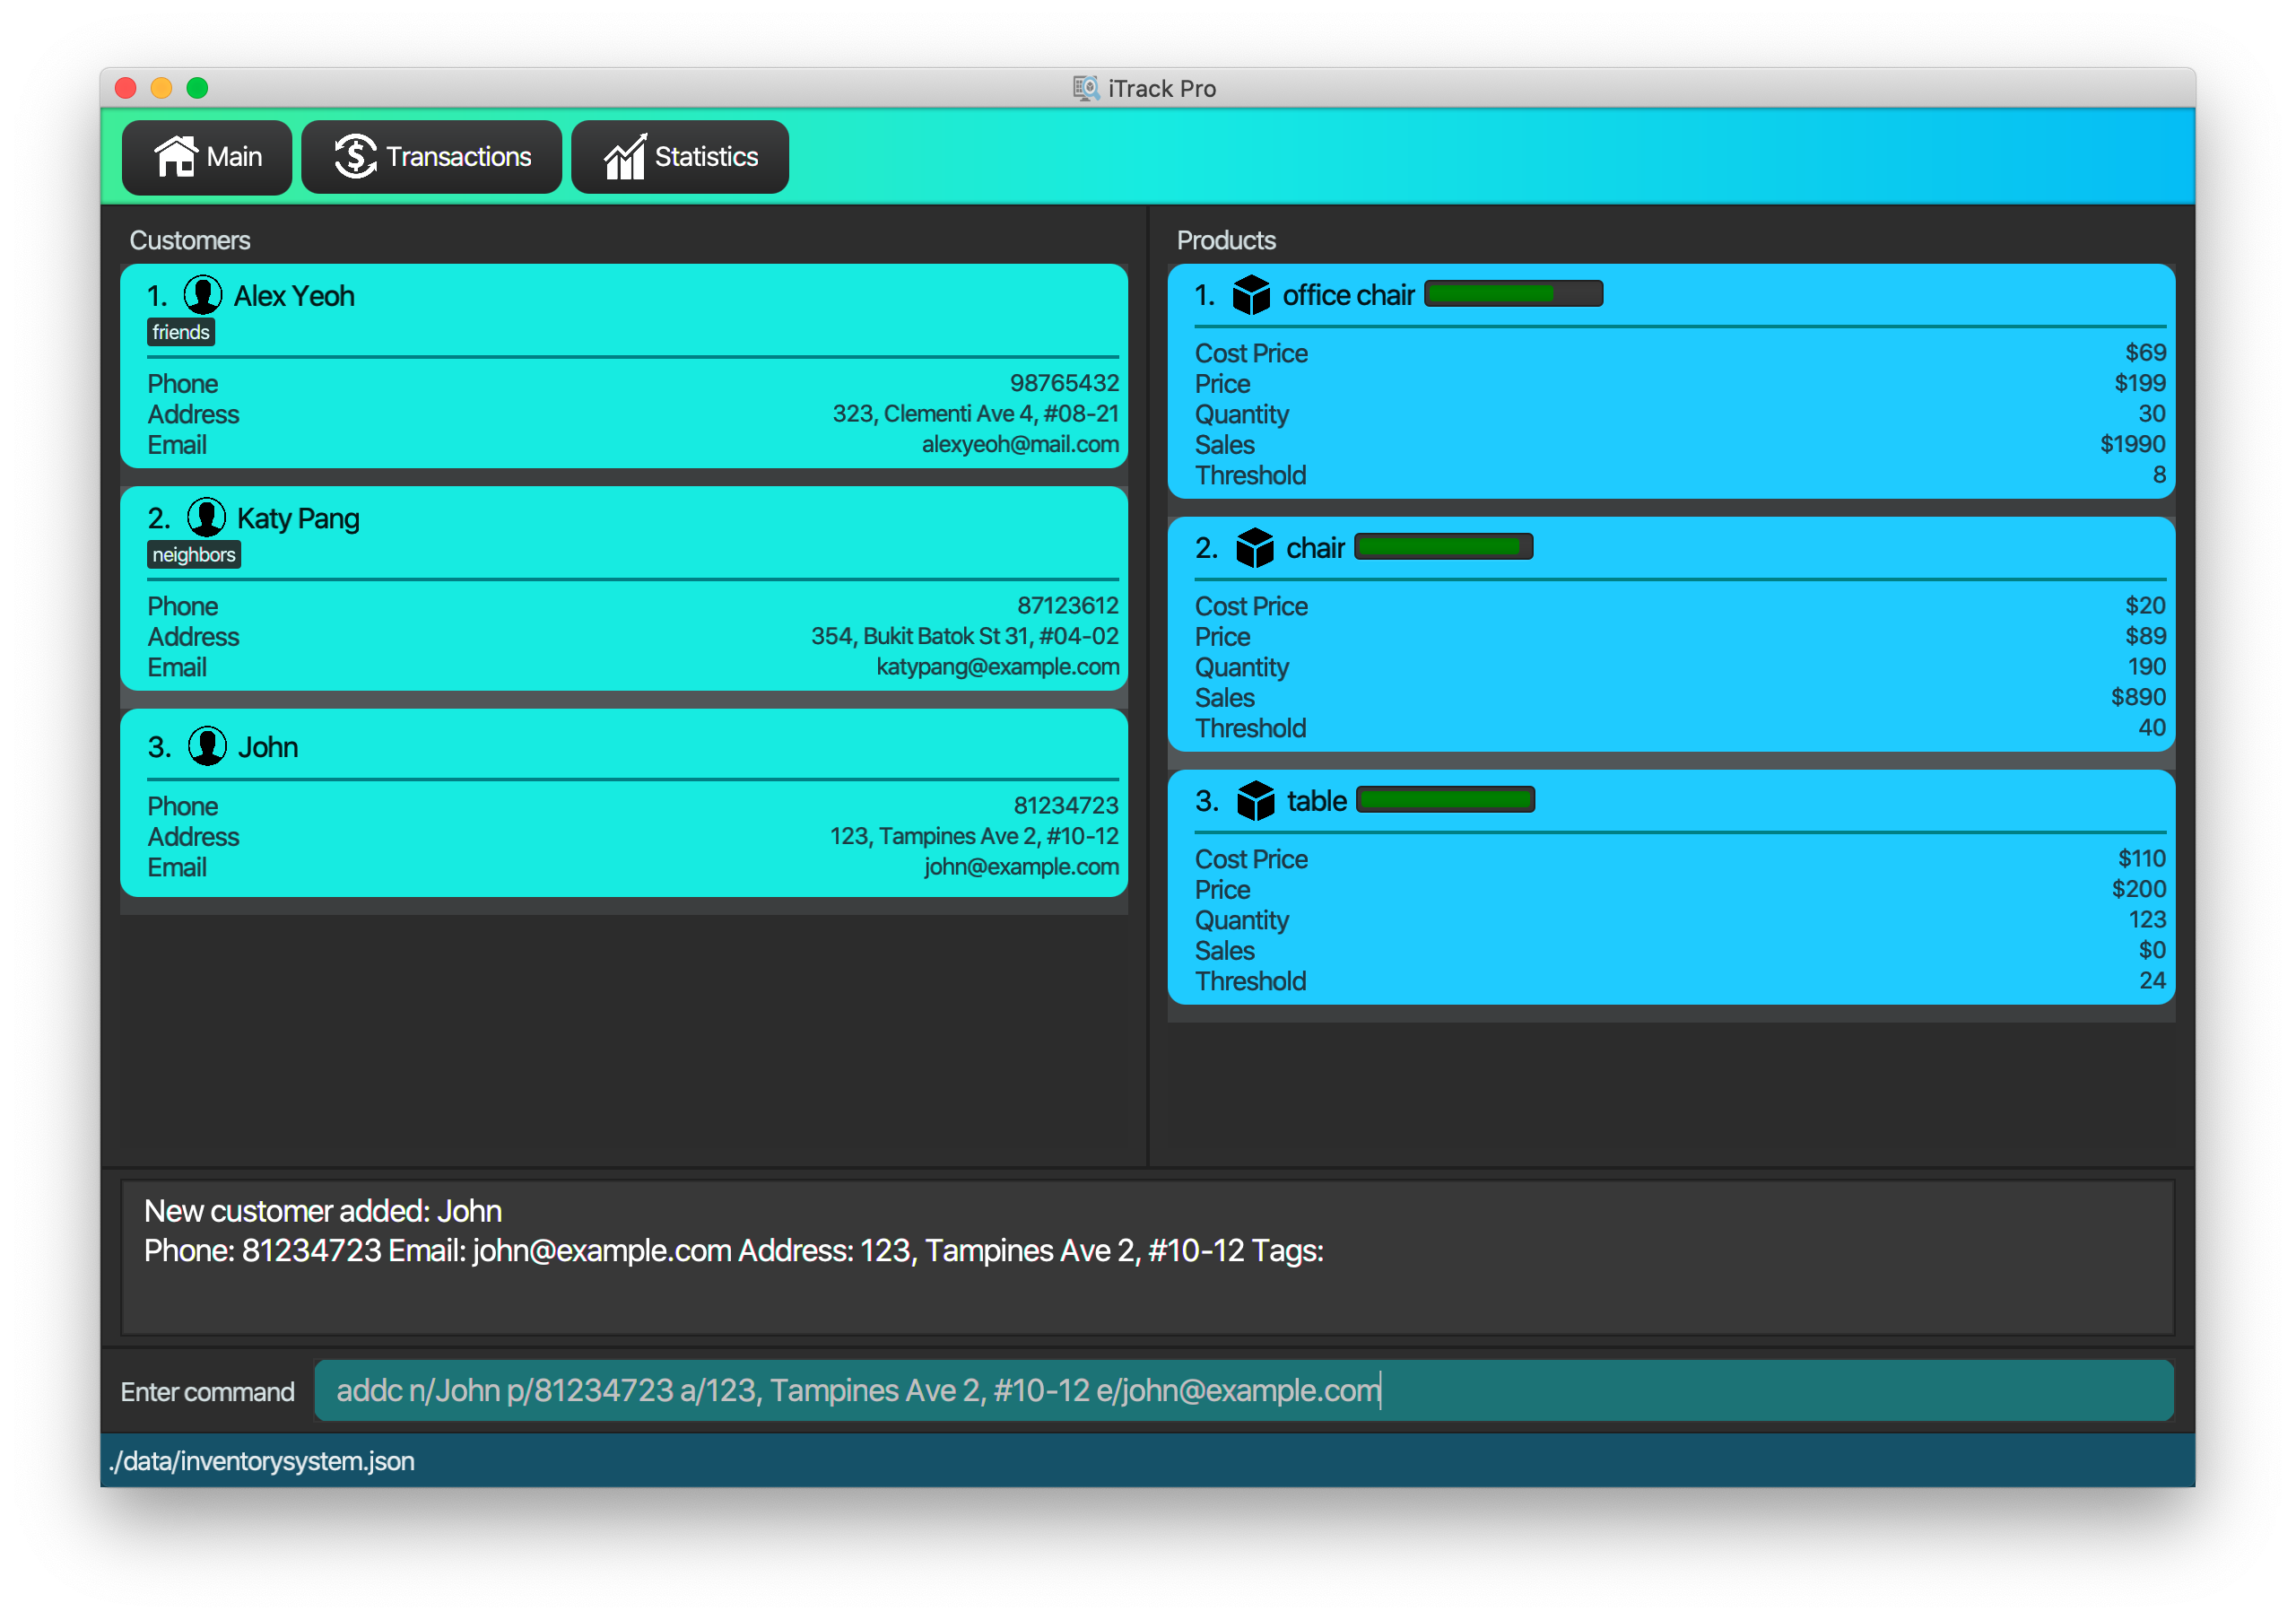 iTrack Pro
Main
Transactions
Statistics
Customers
1. Alex Yeoh
friends
Phone 98765432
Address 323, Clementi Ave 4, #08-21
Email alexyeoh@mail.com
2. Katy Pang
neighbors
Phone 87123612
Address 354, Bukit Batok St 31, #04-02
Email katypang@example.com
3. John
Phone 81234723
Address 123, Tampines Ave 2, #10-12
Email john@example.com
Products
1. office chair
Cost Price $69
Price $199
Quantity 30
Sales $1990
Threshold 8
2. chair
Cost Price $20
Price $89
Quantity 190
Sales $890
Threshold 40
3. table
Cost Price $110
Price $200
Quantity 123
Sales $0
Threshold 24
New customer added: John
Phone: 81234723 Email: john@example.com Address: 123, Tampines Ave 2, #10-12 Tags:
Enter command addc n/John p/81234723 a/123, Tampines Ave 2, #10-12 e/john@example.com
./data/inventorysystem.json